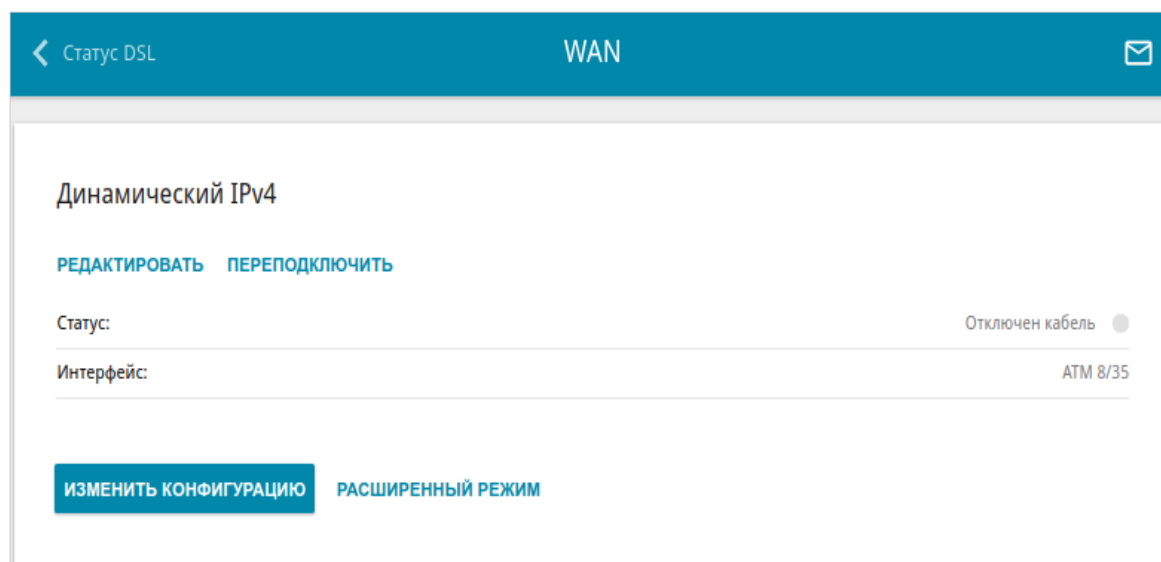 Статус DSL
WAN
Динамический IPv4
РЕДАКТИРОВАТЬ ПЕРЕПОДКЛЮЧИТЬ
Статус: Отключен кабель
Интерфейс: ATM 8/35
ИЗМЕНИТЬ КОНФИГУРАЦИЮ РАСШИРЕННЫЙ РЕЖИМ